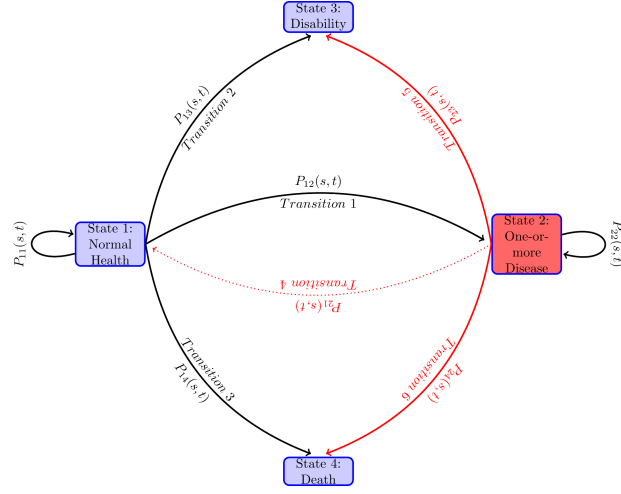 State 3:
Disability
P₁₃(s, t)
Transition 2
P₂₃(s, t)
Transition 5
P₁₂(s, t)
Transition 1
State 1:
Normal
Health
P₁₁(s, t)
State 2:
One-or-
more
Disease
P₂₂(s, t)
Transition 4
P₂₁(s, t)
Transition 3
P₁₄(s, t)
Transition 6
P₂₄(s, t)
State 4:
Death